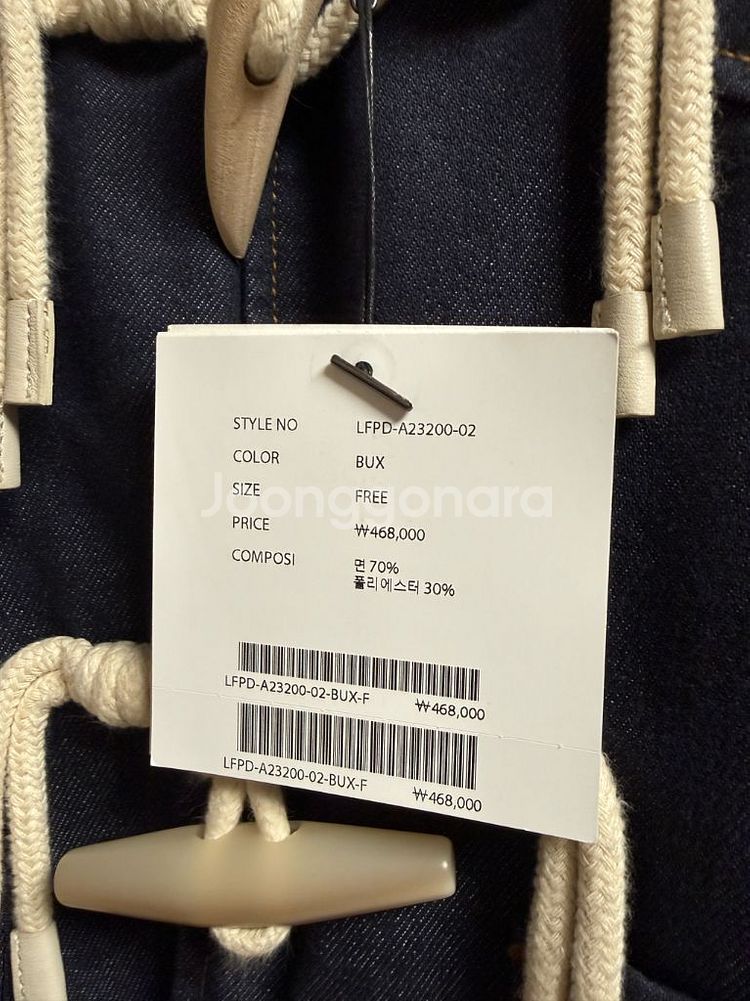 STYLE NO LFPD-A23200-02
COLOR BUX
SIZE FREE
Joonggonara
PRICE ₩468,000
COMPOSI 면 70%
폴리에스터 30%
LFPD-A23200-02-BUX-F ₩468,000
LFPD-A23200-02-BUX-F ₩468,000